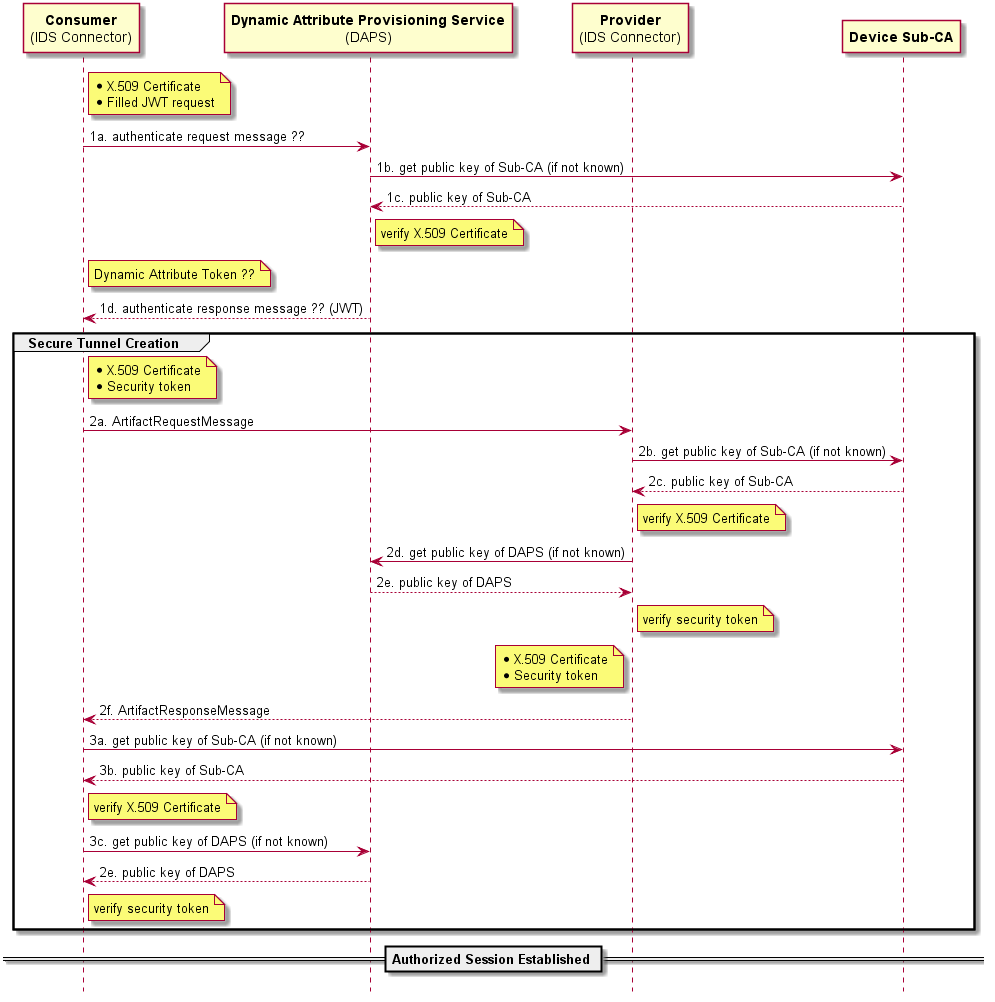 Consumer
(IDS Connector)
Dynamic Attribute Provisioning Service
(DAPS)
Provider
(IDS Connector)
Device Sub-CA
• X.509 Certificate
• Filled JWT request
1a. authenticate request message ??
1b. get public key of Sub-CA (if not known)
1c. public key of Sub-CA
verify X.509 Certificate
Dynamic Attribute Token ??
1d. authenticate response message ?? (JWT)
Secure Tunnel Creation
• X.509 Certificate
• Security token
2a. ArtifactRequestMessage
2b. get public key of Sub-CA (if not known)
2c. public key of Sub-CA
verify X.509 Certificate
2d. get public key of DAPS (if not known)
2e. public key of DAPS
verify security token
• X.509 Certificate
• Security token
2f. ArtifactResponseMessage
3a. get public key of Sub-CA (if not known)
3b. public key of Sub-CA
verify X.509 Certificate
3c. get public key of DAPS (if not known)
2e. public key of DAPS
verify security token
Authorized Session Established